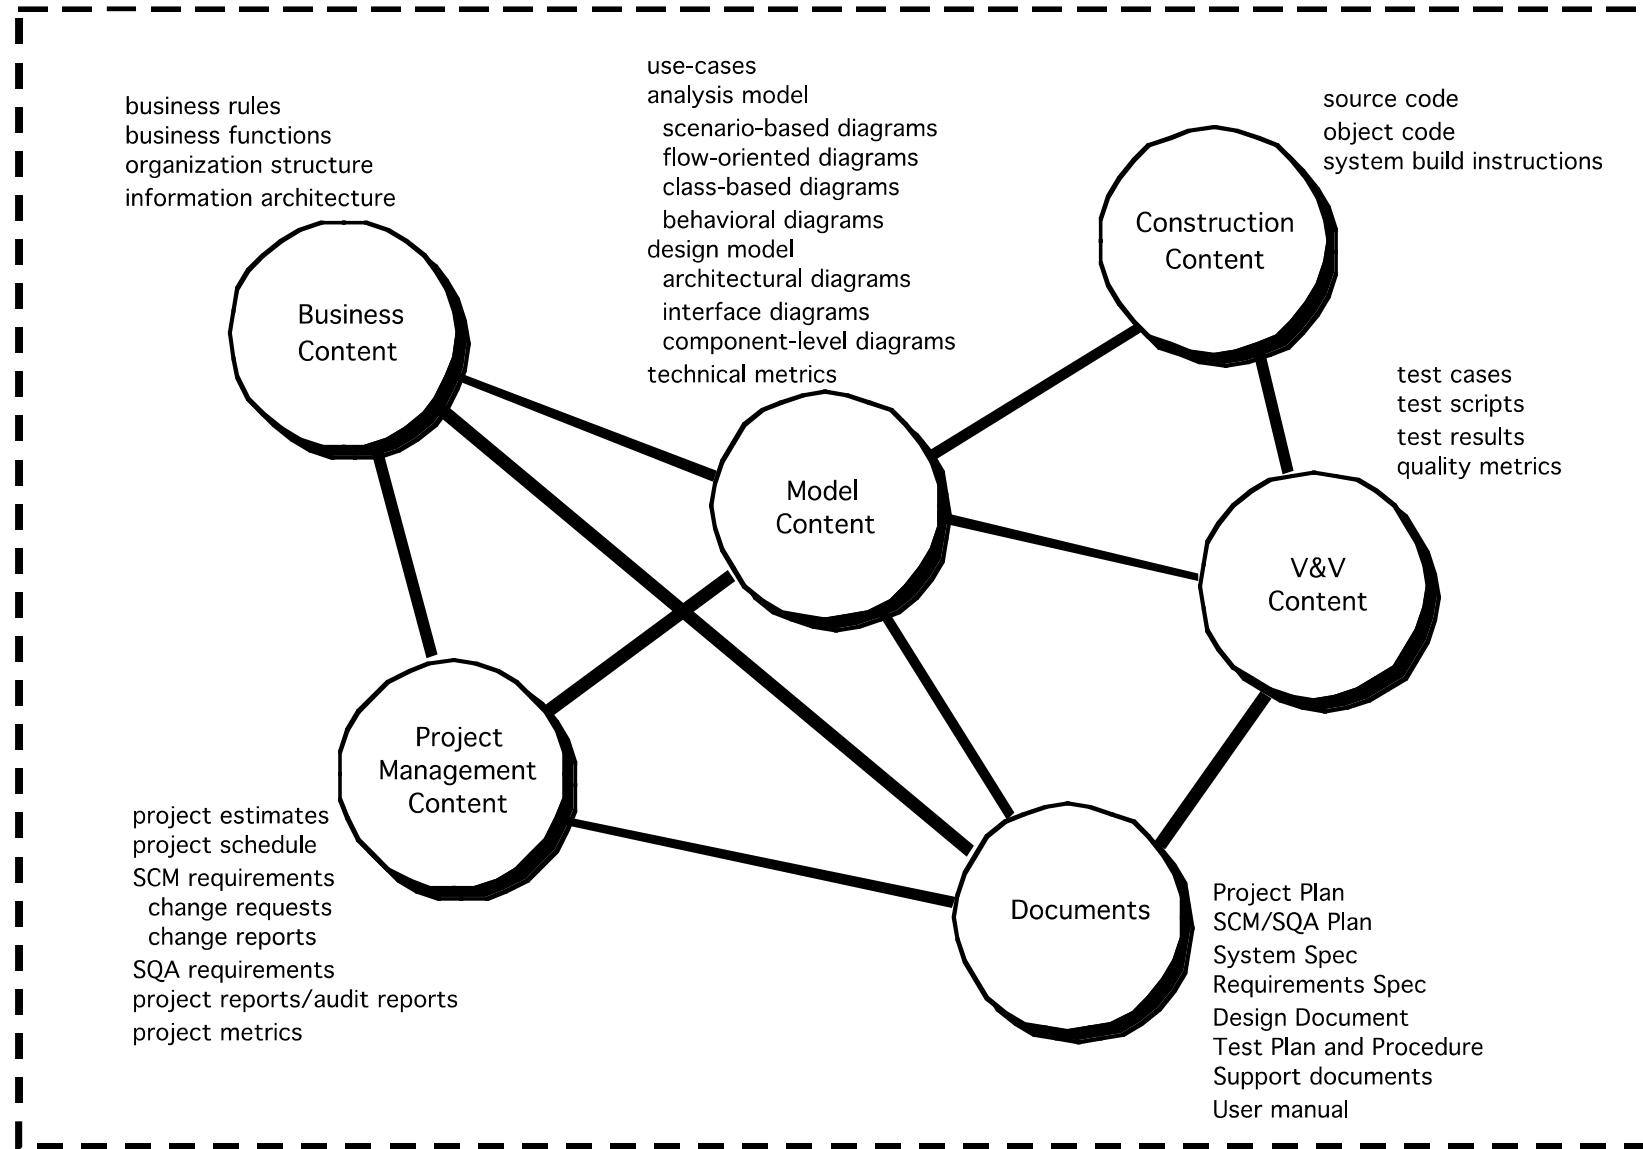 business rules
business functions
organization structure
information architecture
Business
Content
use-cases
analysis model
scenario-based diagrams
flow-oriented diagrams
class-based diagrams
behavioral diagrams
design model
architectural diagrams
interface diagrams
component-level diagrams
technical metrics
Model
Content
source code
object code
system build instructions
Construction
Content
test cases
test scripts
test results
quality metrics
V&V
Content
Project
Management
Content
project estimates
project schedule
SCM requirements
change requests
change reports
SQA requirements
project reports/audit reports
project metrics
Documents
Project Plan
SCM/SQA Plan
System Spec
Requirements Spec
Design Document
Test Plan and Procedure
Support documents
User manual